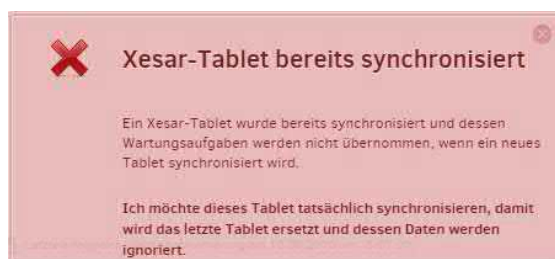 Xesar-Tablet bereits synchronisiert
Ein Xesar-Tablet wurde bereits synchronisiert und dessen
Wartungsaufgaben werden nicht übernommen, wenn ein neues
Tablet synchronisiert wird.
Ich möchte dieses Tablet tatsächlich synchronisieren, damit
wird das letzte Tablet ersetzt und dessen Daten werden
ignoriert.